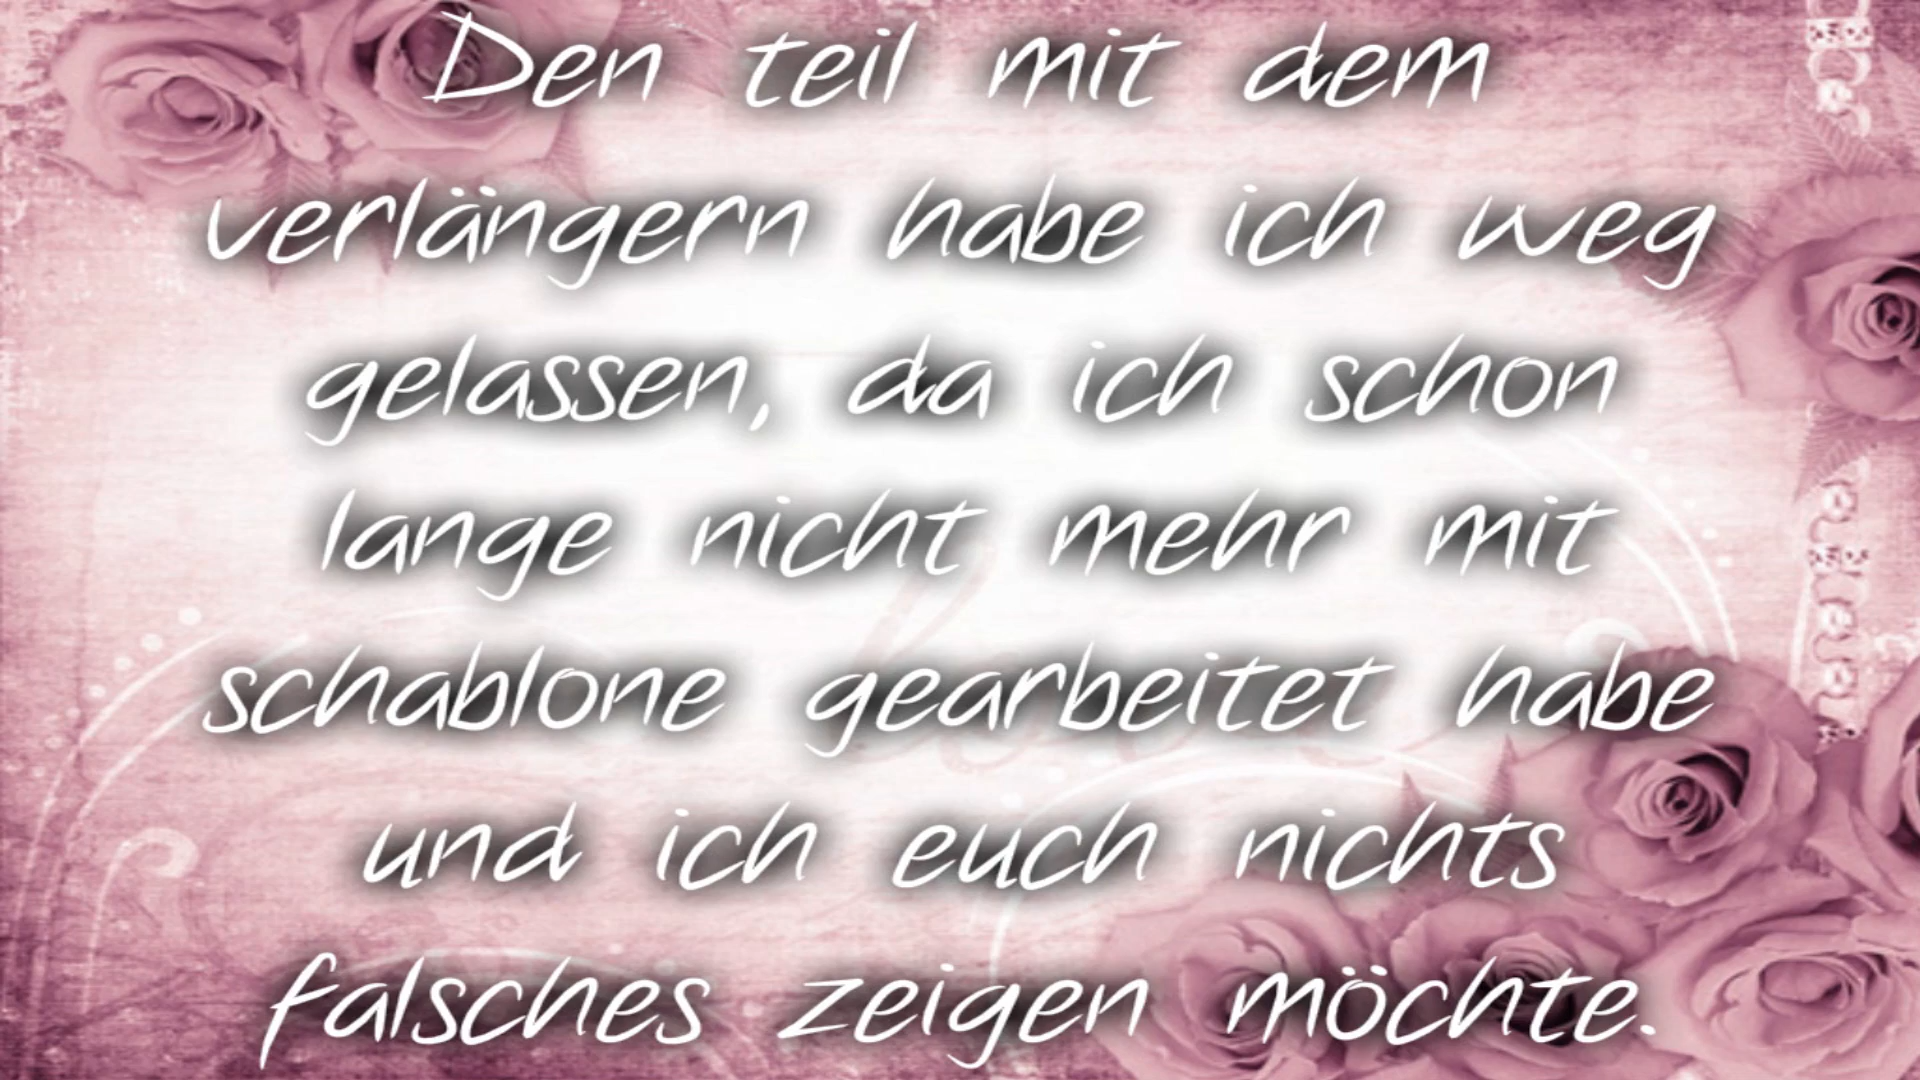 Den teil mit dem
verlängern habe ich weg
gelassen, da ich schon
lange nicht mehr mit
schablone gearbeitet habe
und ich euch nichts
falsches zeigen möchte.